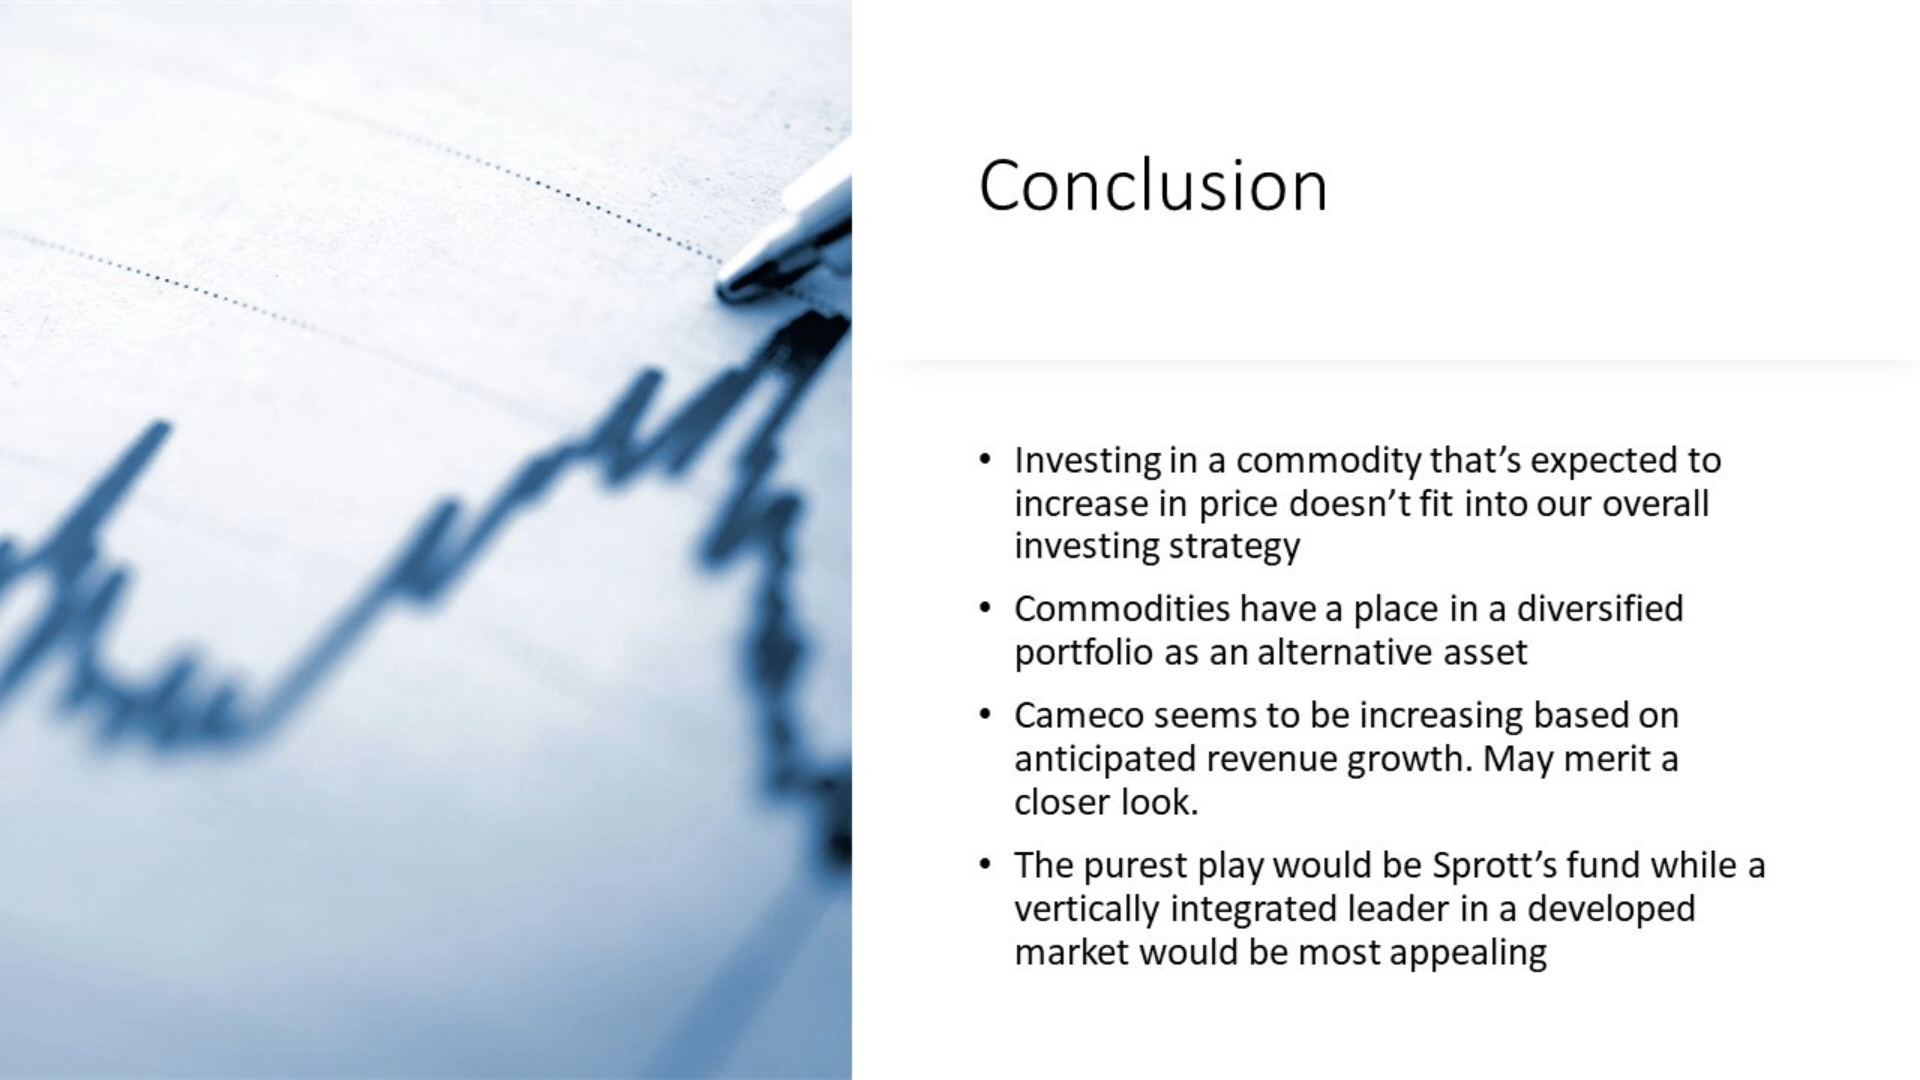 Conclusion
• Investing in a commodity that’s expected to
increase in price doesn’t fit into our overall
investing strategy
• Commodities have a place in a diversified
portfolio as an alternative asset
• Cameco seems to be increasing based on
anticipated revenue growth. May merit a
closer look.
• The purest play would be Sprott’s fund while a
vertically integrated leader in a developed
market would be most appealing